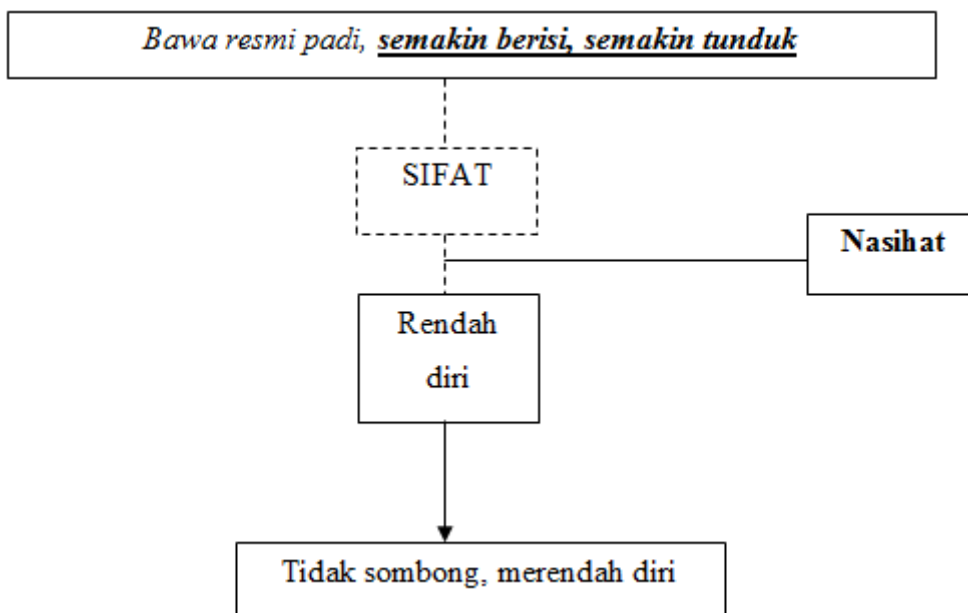 Bawa resmi padi, semakin berisi, semakin tunduk
SIFAT
Nasihat
Rendah
diri
Tidak sombong, merendah diri